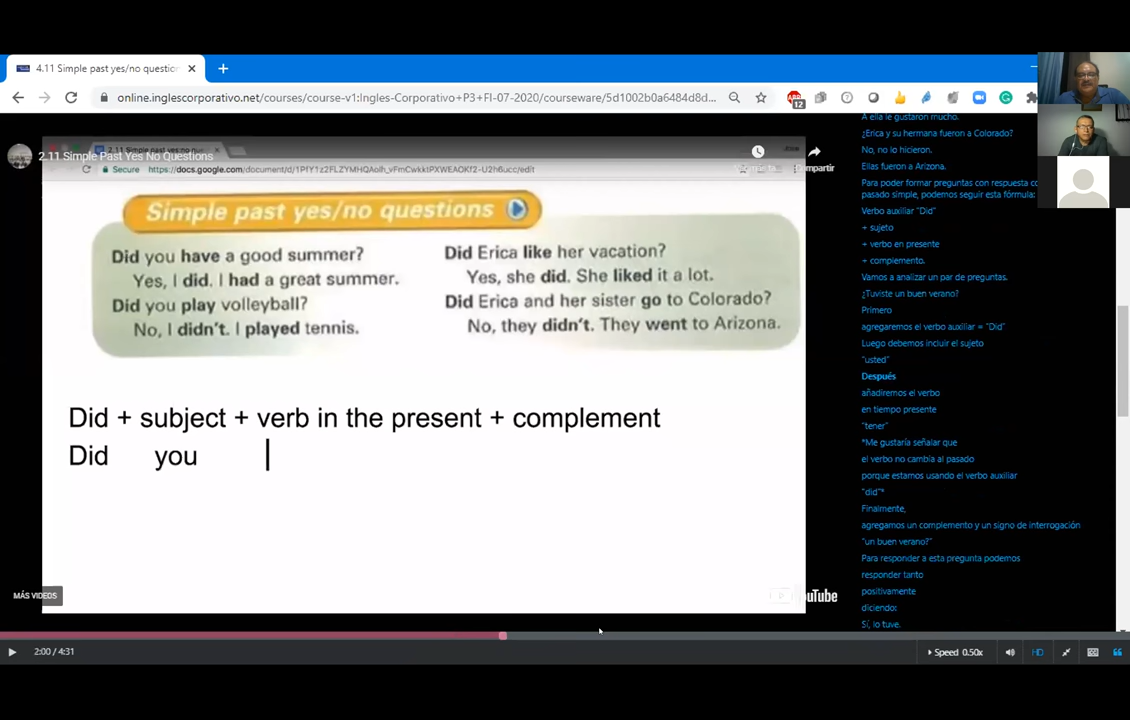 4.11 Simple past yes/no question
online.inglescorporativo.net/courses/course-v1:Ingles-Corporativo+P3+FI-07-2020/courseware/5d1002b0a6484d8d...
ABP
12
2.11 Simple Past Yes No Questions
Secure
Compartir
Simple past yes/no questions
Did you have a good summer?
Yes, I did. I had a great summer.
Did you play volleyball?
No, I didn't. I played tennis.
Did Erica like her vacation?
Yes, she did. She liked it a lot.
Did Erica and her sister go to Colorado?
No, they didn't. They went to Arizona.
Did + subject + verb in the present + complement
Did you
MÁS VIDEOS
YouTube
2:00 / 4:31
Speed 0.50x
HD
A ella le gustaron mucho.
¿Erica y su hermana fueron a Colorado?
No, no lo hicieron.
Ellas fueron a Arizona.
Para poder formar preguntas con respuesta
pasado simple, podemos seguir esta fórmula:
Verbo auxiliar "Did"
+ sujeto
+ verbo en presente
+ complemento.
Vamos a analizar un par de preguntas.
¿Tuviste un buen verano?
Primero
agregaremos el verbo auxiliar = "Did"
Luego debemos incluir el sujeto
"usted"
Después
añadiremos el verbo
en tiempo presente
"tener"
*Me gustaría señalar que
el verbo no cambia al pasado
porque estamos usando el verbo auxiliar
"did"*
Finalmente,
agregamos un complemento y un signo de interrogación
"un buen verano?"
Para responder a esta pregunta podemos
responder tanto
positivamente
diciendo:
Sí, lo tuve.